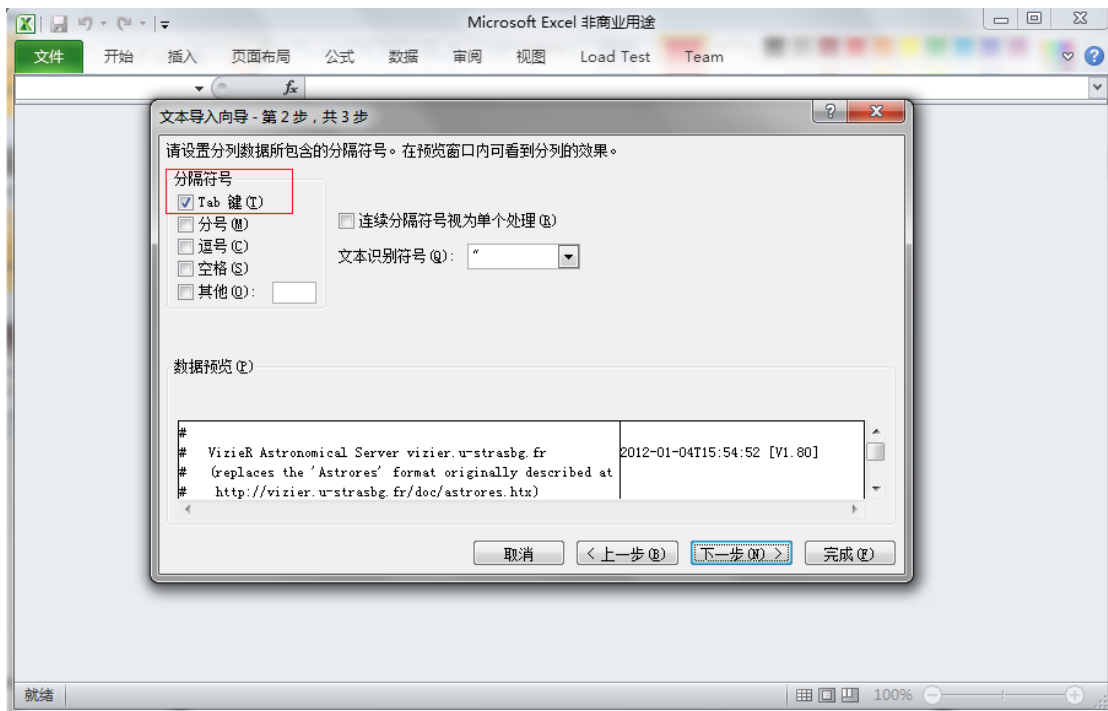 Microsoft Excel 非商业用途
文件 开始 插入 页面布局 公式 数据 审阅 视图 Load Test Team
fx
文本导入向导 - 第 2 步，共 3 步
请设置分列数据所包含的分隔符号。在预览窗口内可看到分列的效果。
分隔符号
Tab 键(T)
分号(M)
逗号(C)
空格(S)
其他(O):
连续分隔符号视为单个处理(R)
文本识别符号(Q): "
数据预览(P)
#
# VizieR Astronomical Server vizier.u-strasbg.fr 2012-01-04T15:54:52 [V1.80]
# (replaces the 'Astrores' format originally described at
# http://vizier.u-strasbg.fr/doc/astrores.htx)
取消 < 上一步(B) 下一步(N) > 完成(F)
就绪 100%